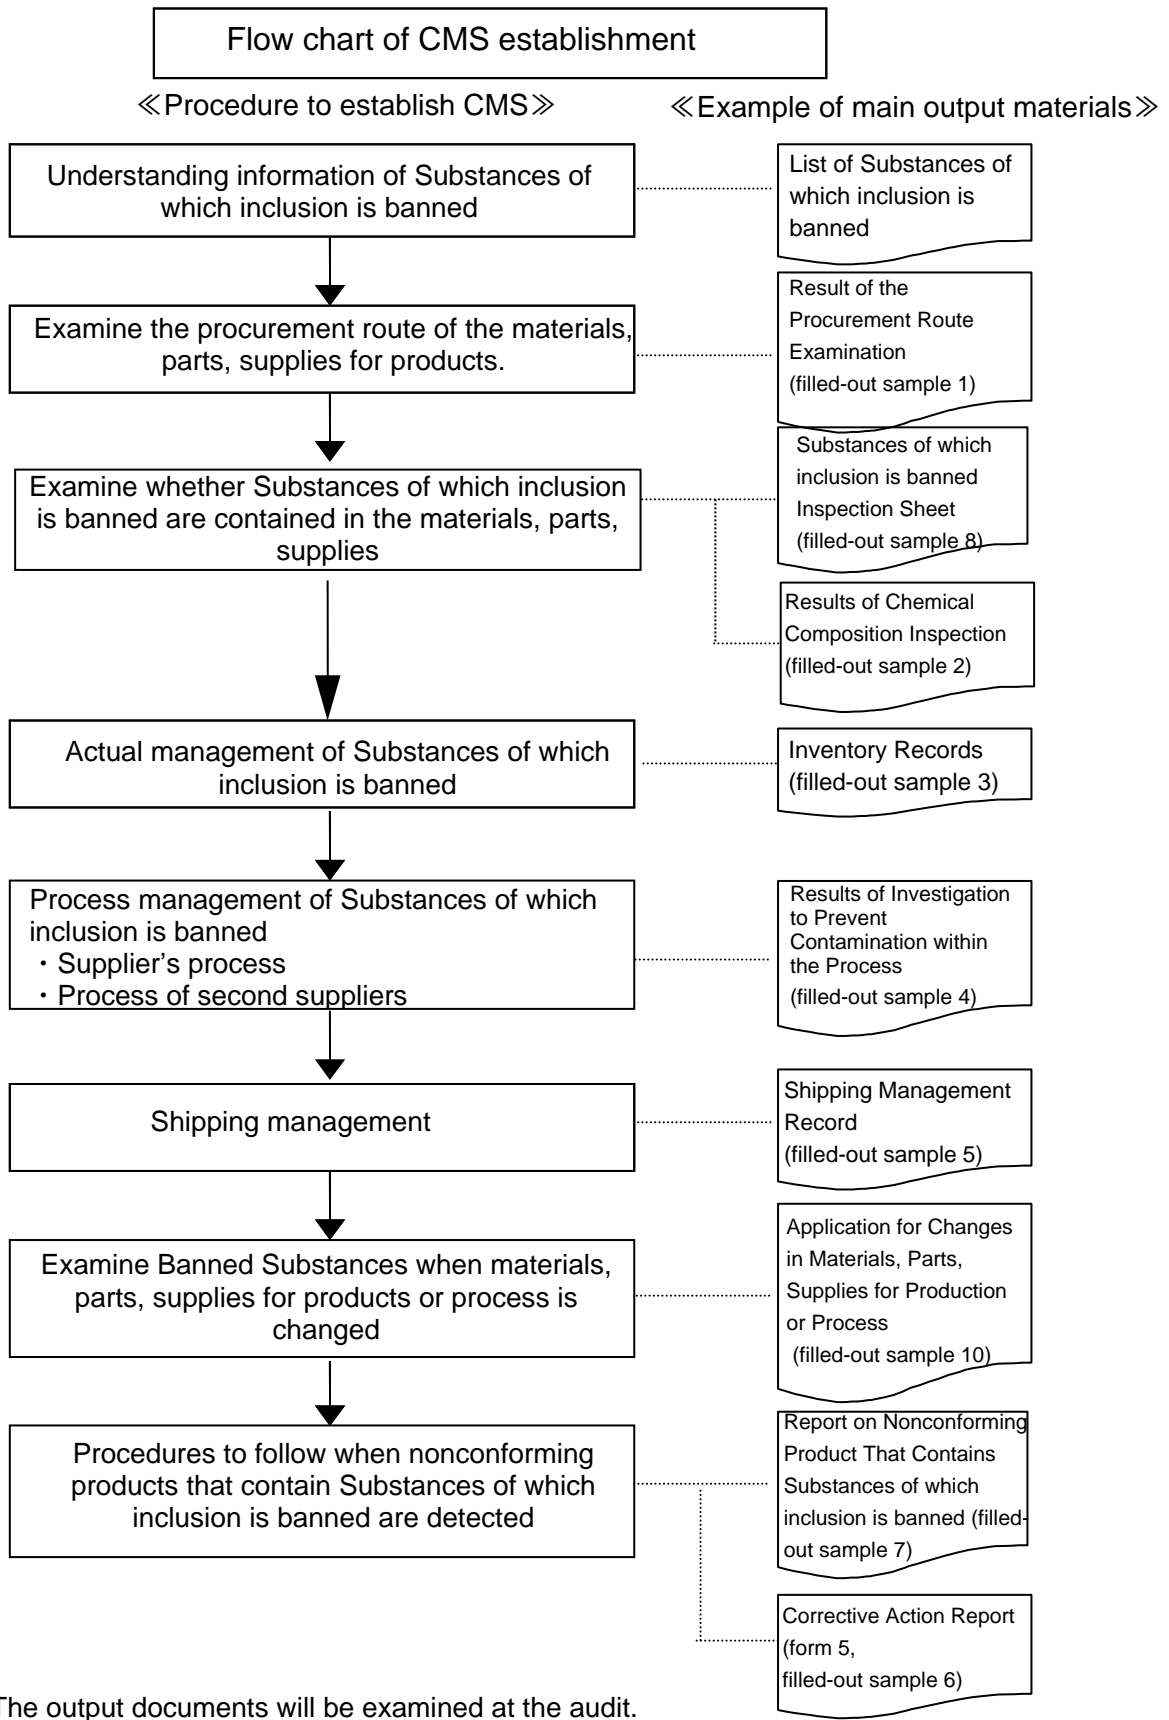 Flow chart of CMS establishment
≪Procedure to establish CMS≫
≪Example of main output materials≫
Understanding information of Substances of
which inclusion is banned
List of Substances of
which inclusion is
banned
Examine the procurement route of the materials,
parts, supplies for products.
Result of the
Procurement Route
Examination
(filled-out sample 1)
Examine whether Substances of which inclusion
is banned are contained in the materials, parts,
supplies
Substances of which
inclusion is banned
Inspection Sheet
(filled-out sample 8)
Results of Chemical
Composition Inspection
(filled-out sample 2)
Actual management of Substances of which
inclusion is banned
Inventory Records
(filled-out sample 3)
Process management of Substances of which
inclusion is banned
・Supplier's process
・Process of second suppliers
Results of Investigation
to Prevent
Contamination within
the Process
(filled-out sample 4)
Shipping management
Shipping Management
Record
(filled-out sample 5)
Examine Banned Substances when materials,
parts, supplies for products or process is
changed
Application for Changes
in Materials, Parts,
Supplies for Production
or Process
(filled-out sample 10)
Procedures to follow when nonconforming
products that contain Substances of which
inclusion is banned are detected
Report on Nonconforming
Product That Contains
Substances of which
inclusion is banned (filled-
out sample 7)
Corrective Action Report
(form 5,
filled-out sample 6)
The output documents will be examined at the audit.